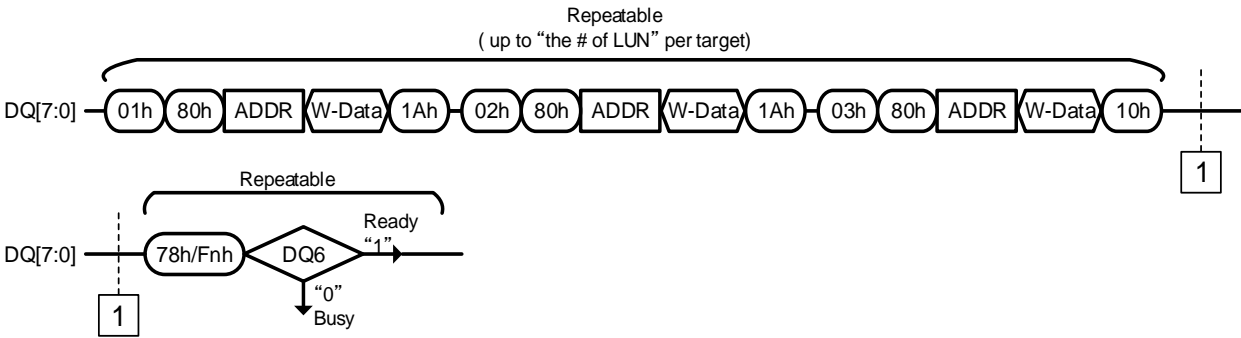 Repeatable
( up to “the # of LUN” per target)
DQ[7:0] 01h 80h ADDR W-Data 1Ah 02h 80h ADDR W-Data 1Ah 03h 80h ADDR W-Data 10h
1
Repeatable
Ready
DQ[7:0] 78h/Fnh DQ6 “1”
“0”
1 Busy